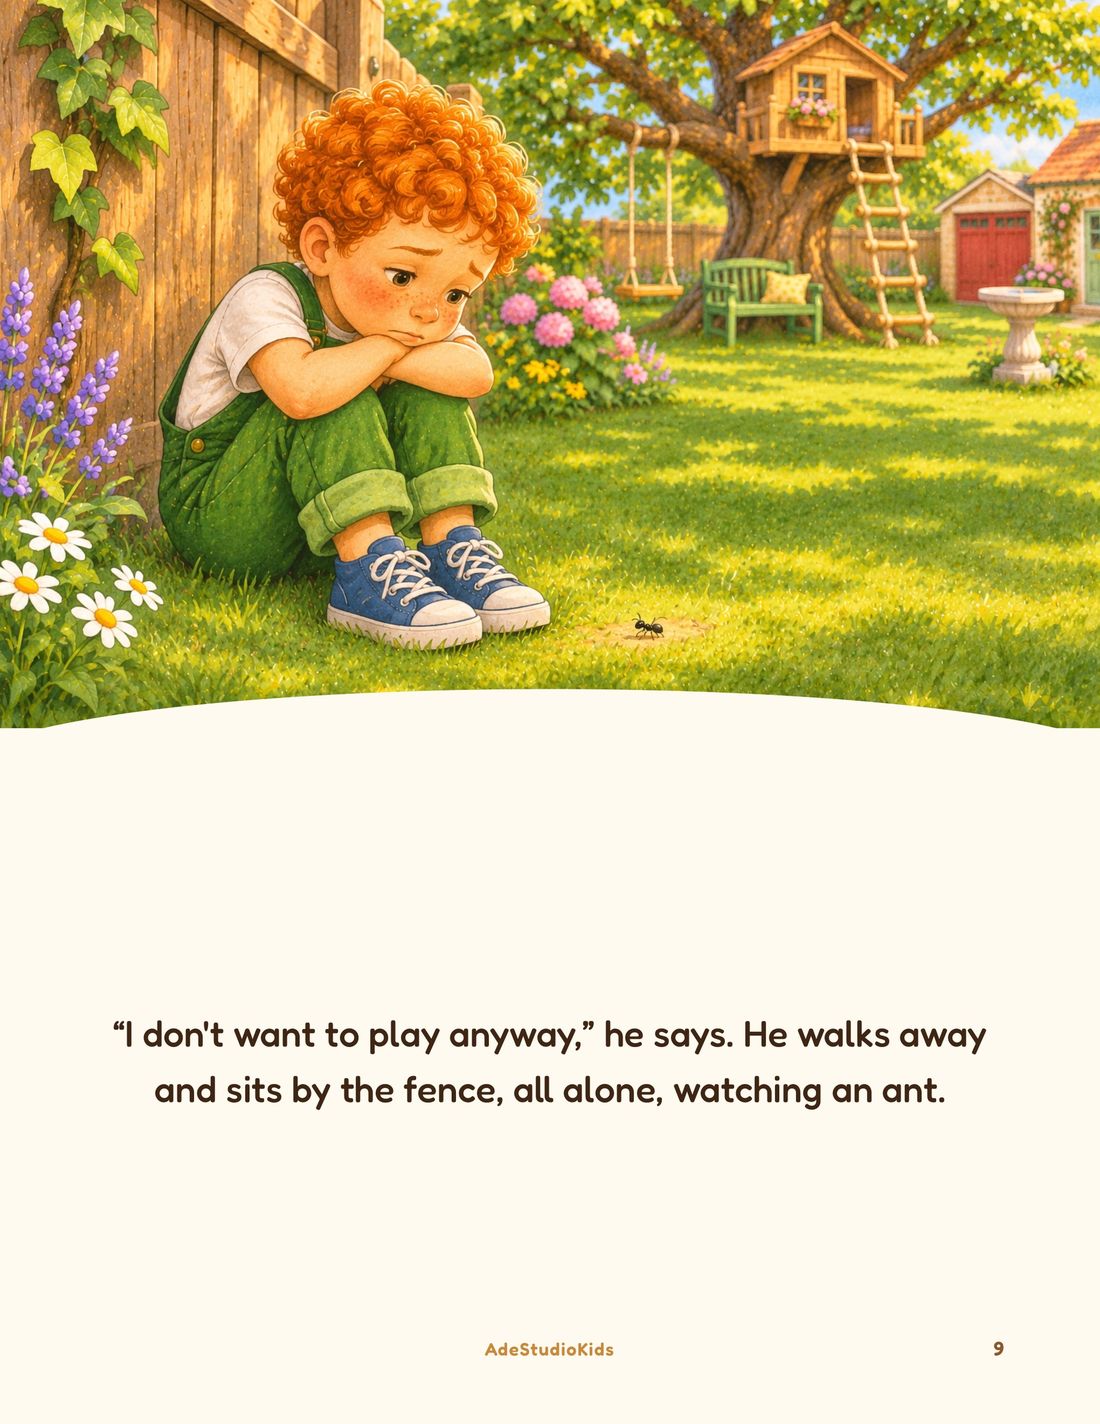 “I don't want to play anyway,” he says. He walks away
and sits by the fence, all alone, watching an ant.
AdeStudioKids
9